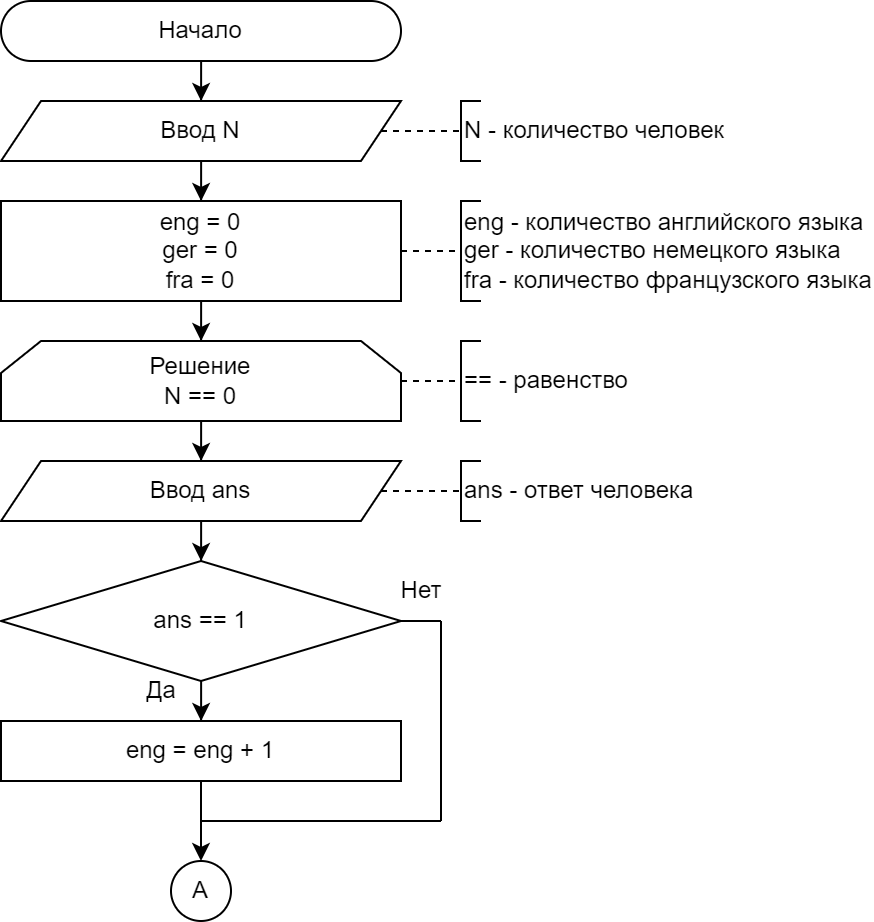 Начало
Ввод N
N - количество человек
eng = 0
ger = 0
fra = 0
eng - количество английского языка
ger - количество немецкого языка
fra - количество французского языка
Решение
N == 0
== - равенство
Ввод ans
ans - ответ человека
ans == 1
Нет
Да
eng = eng + 1
A